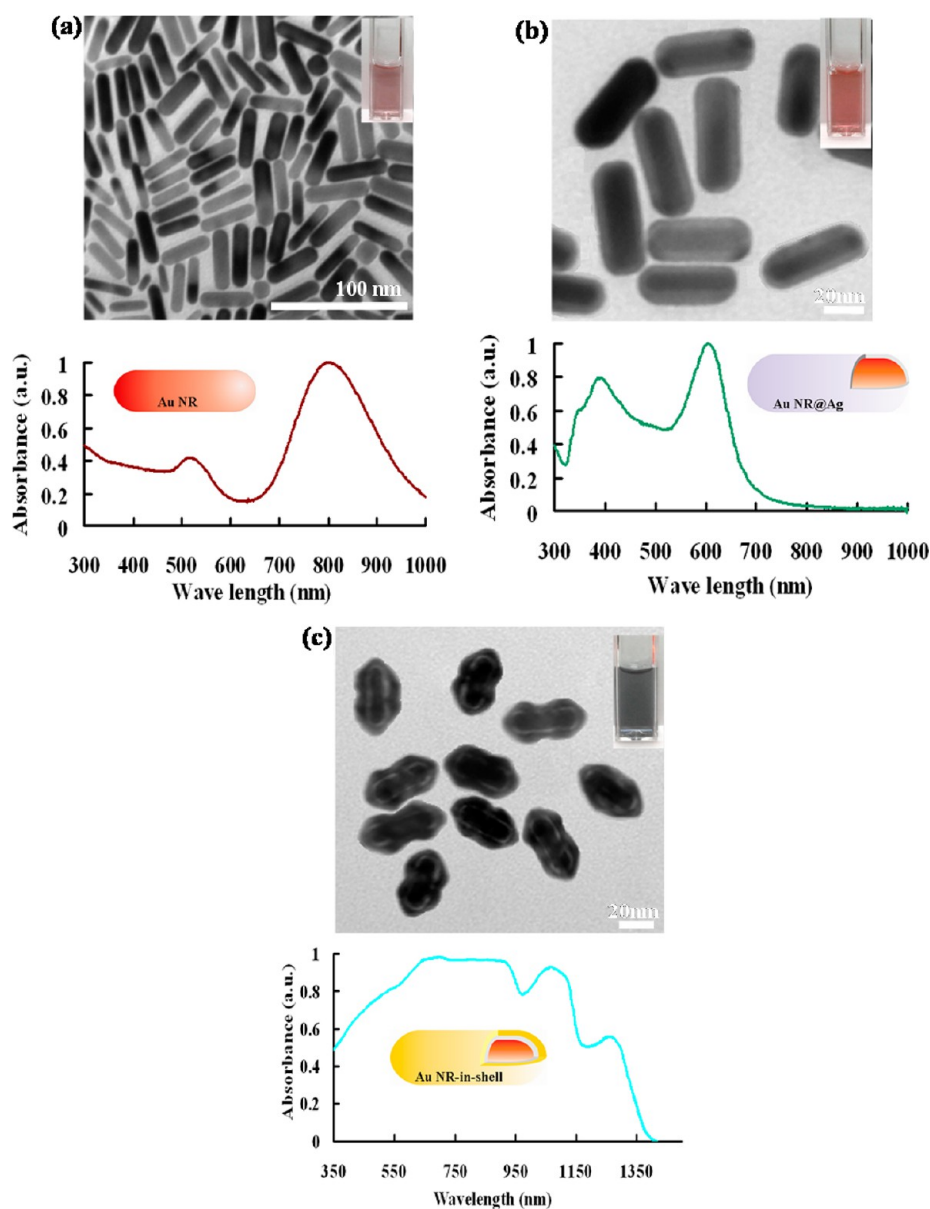 (a)
100 nm
(b)
20nm
Absorbance (a.u.)
1
0.8
0.6
0.4
0.2
0
Au NR
300 400 500 600 700 800 900 1000
Wave length (nm)
Absorbance (a.u.)
1
0.8
0.6
0.4
0.2
0
Au NR@Ag
300 400 500 600 700 800 900 1000
Wave length (nm)
(c)
20nm
Absorbance (a.u.)
1
0.8
0.6
0.4
0.2
0
Au NR-in-shell
350 550 750 950 1150 1350
Wavelength (nm)